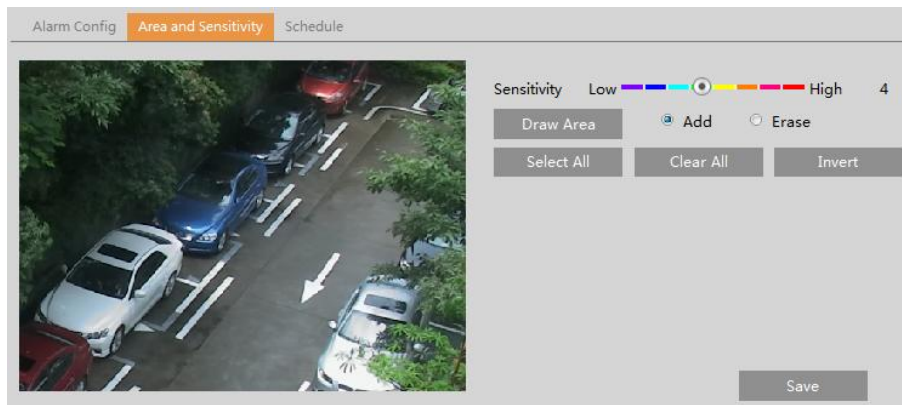 Alarm Config Area and Sensitivity Schedule
Sensitivity Low High 4
Draw Area Add Erase
Select All Clear All Invert
Save